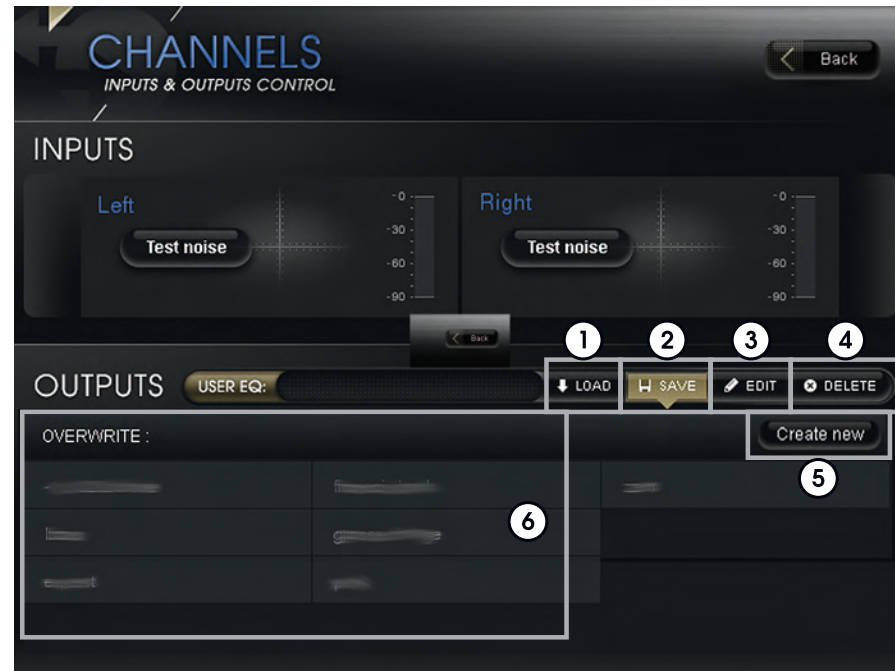 CHANNELS
INPUTS & OUTPUTS CONTROL
Back
INPUTS
Left
Test noise
-0
-30
-60
-90
Right
Test noise
-0
-30
-60
-90
Back
1
2
3
4
OUTPUTS
USER EQ:
LOAD
SAVE
EDIT
DELETE
OVERWRITE :
Create new
5
6